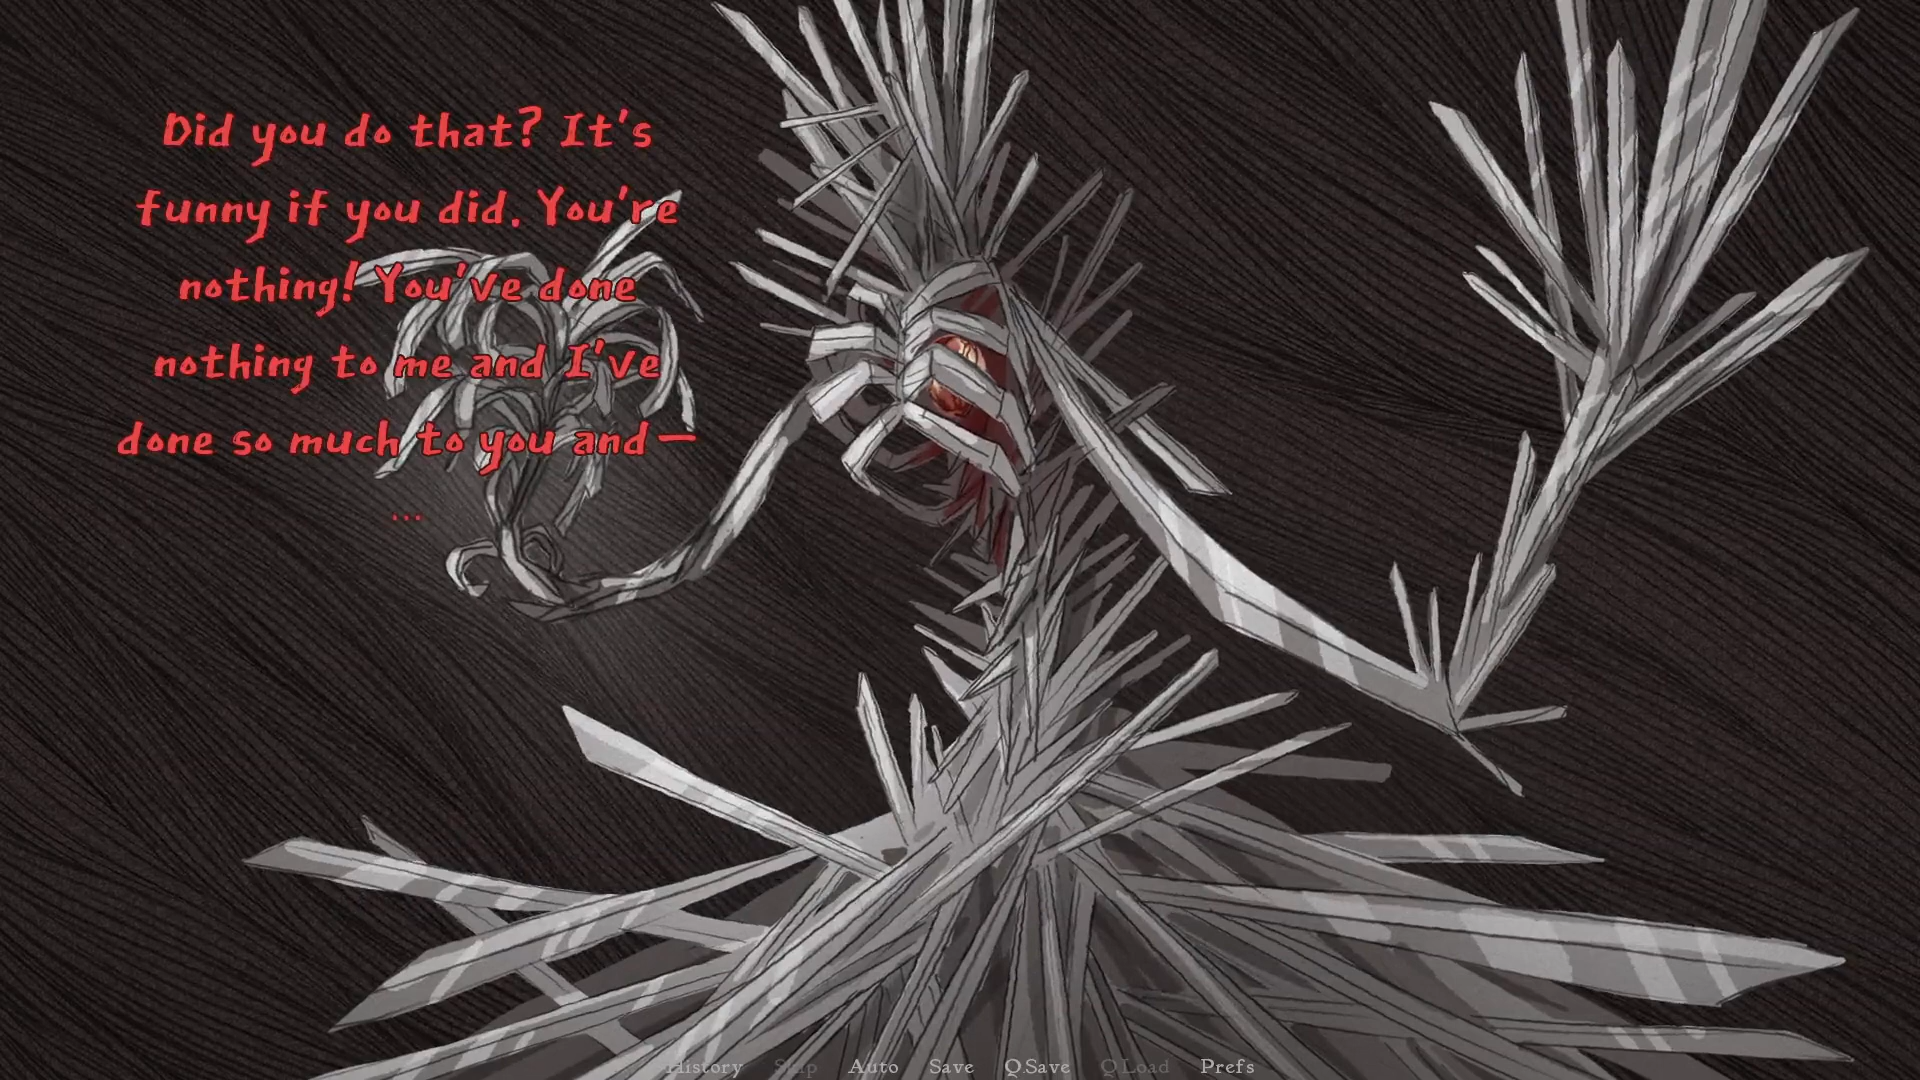 Did you do that? It's
funny if you did. You're
nothing! You've done
nothing to me and I've
done so much to you and—
...
History Skip Auto Save Q.Save Q.Load Prefs